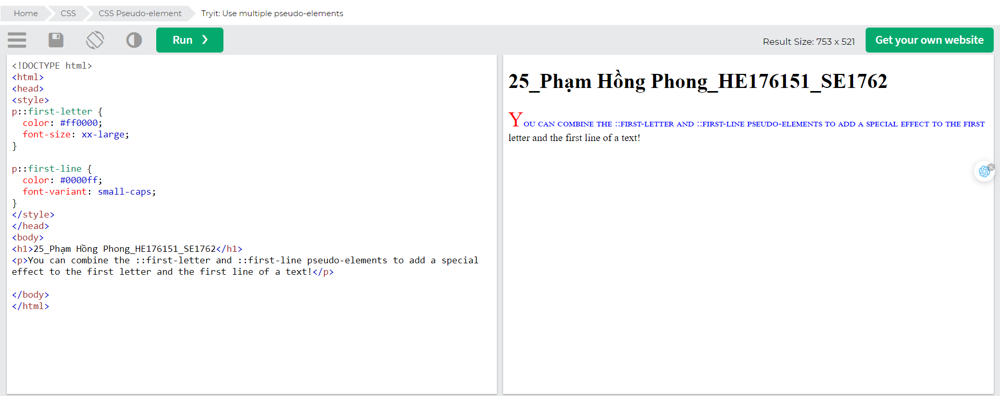 Home CSS CSS Pseudo-element Tryit: Use multiple pseudo-elements
Run ❯ Result Size: 753 x 521 Get your own website
<!DOCTYPE html>
<html>
<head>
<style>
p::first-letter {
  color: #ff0000;
  font-size: xx-large;
}

p::first-line {
  color: #0000ff;
  font-variant: small-caps;
}
</style>
</head>
<body>
<h1>25_Phạm Hồng Phong_HE176151_SE1762</h1>
<p>You can combine the ::first-letter and ::first-line pseudo-elements to add a special
effect to the first letter and the first line of a text!</p>

</body>
</html>
25_Phạm Hồng Phong_HE176151_SE1762
You can combine the ::first-letter and ::first-line pseudo-elements to add a special effect to the first
letter and the first line of a text!